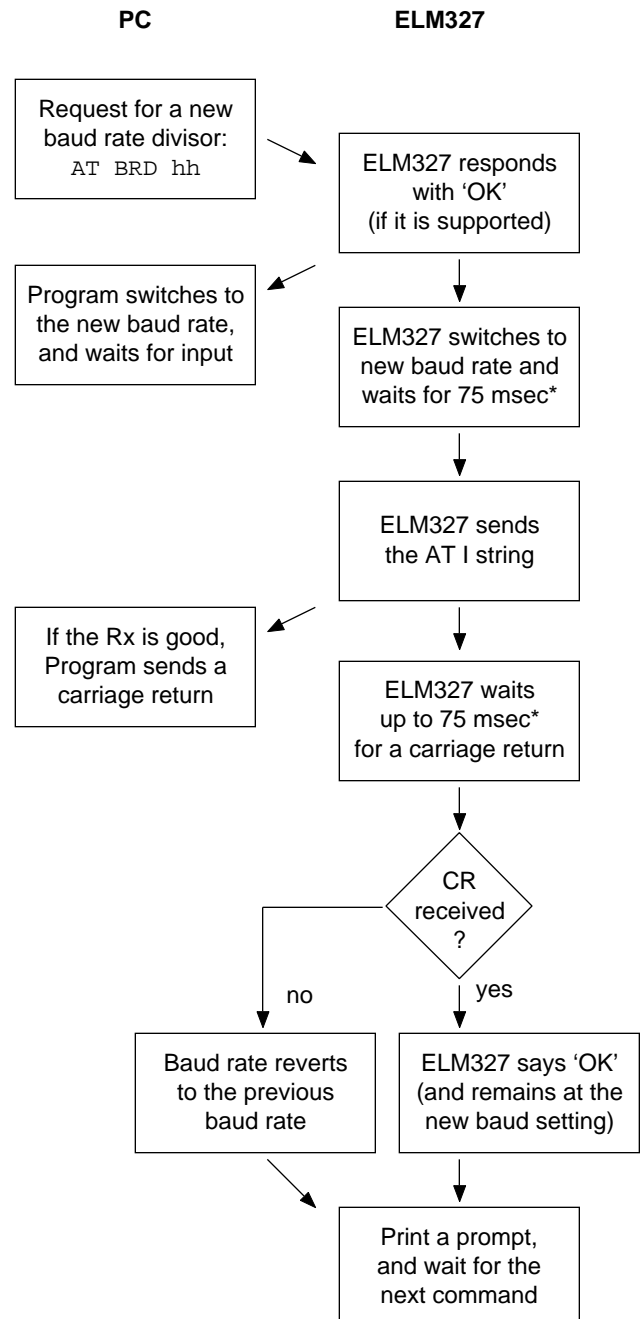 PC
ELM327
Request for a new
baud rate divisor:
AT BRD hh
ELM327 responds
with ‘OK’
(if it is supported)
Program switches to
the new baud rate,
and waits for input
ELM327 switches to
new baud rate and
waits for 75 msec*
ELM327 sends
the AT I string
If the Rx is good,
Program sends a
carriage return
ELM327 waits
up to 75 msec*
for a carriage return
CR
received
?
no
yes
Baud rate reverts
to the previous
baud rate
ELM327 says ‘OK’
(and remains at the
new baud setting)
Print a prompt,
and wait for the
next command